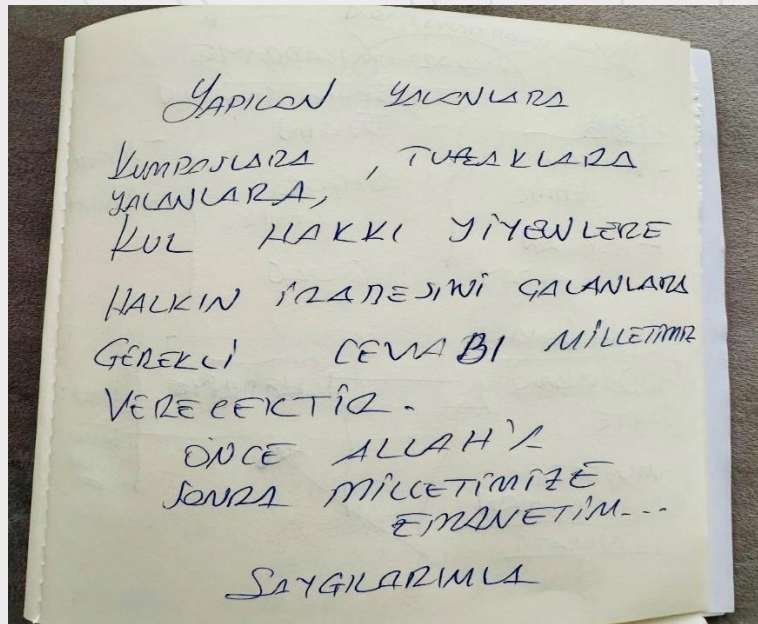 YAPILAN YALANLARA
KUMPASLARA , TUZAKLARA
YALANLARA,
KUL HAKKI YİYENLERE
HALKIN İRADESİNİ ÇALANLARA
GEREKLİ CEVABI MİLLETİMİZ
VERECEKTİR.
ÖNCE ALLAH'A
SONRA MİLLETİMİZE
EMANETİM...
SAYGILARIMLA